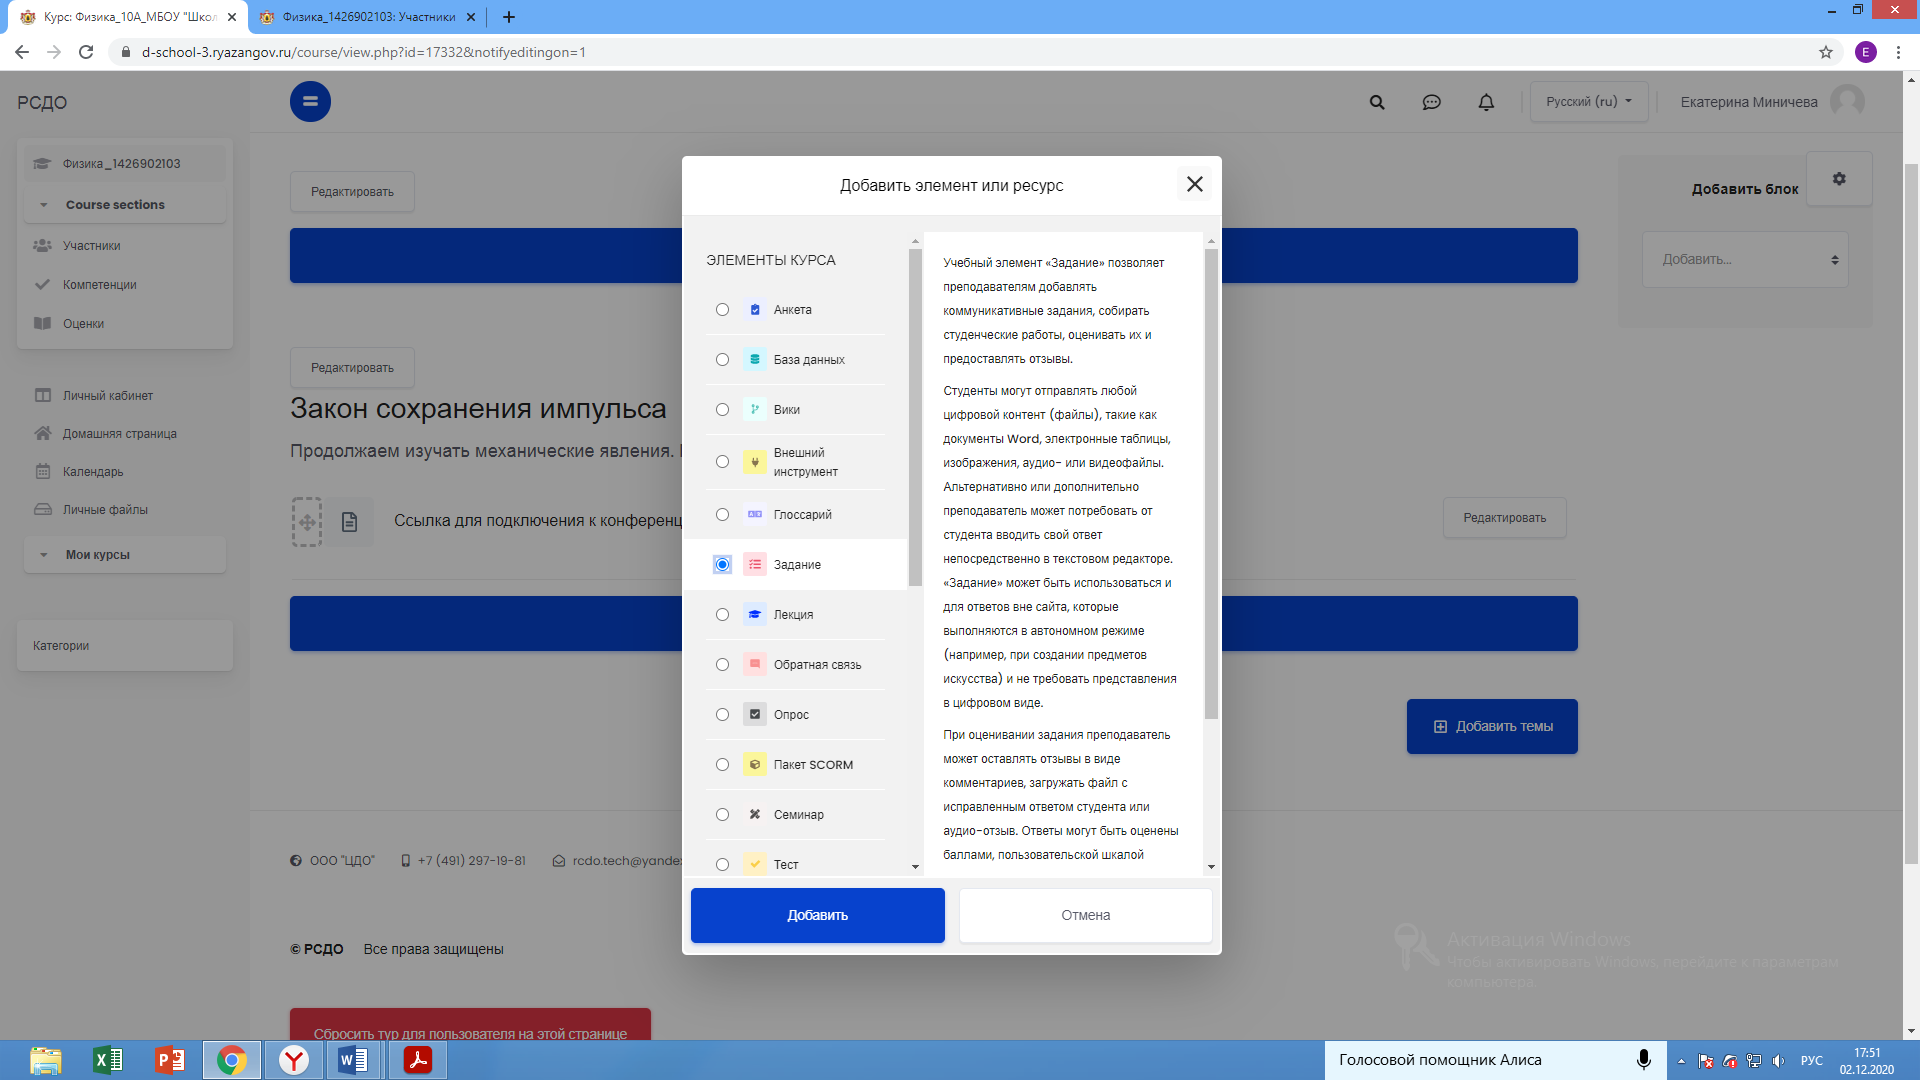 Курс: Физика_10А_МБОУ "Школ
Физика_1426902103: Участники
d-school-3.ryazangov.ru/course/view.php?id=17332&notifyeditingon=1
E
РСДО
Русский (ru)
Екатерина Миничева
Физика_1426902103
Course sections
Участники
Компетенции
Оценки
Личный кабинет
Домашняя страница
Календарь
Личные файлы
Мои курсы
Категории
Редактировать
Редактировать
Закон сохранения импульса
Продолжаем изучать механические явления.
Ссылка для подключения к конференц
Редактировать
Добавить темы
Добавить блок
Добавить...
Добавить элемент или ресурс
ЭЛЕМЕНТЫ КУРСА
Анкета
База данных
Вики
Внешний
инструмент
Глоссарий
Задание
Лекция
Обратная связь
Опрос
Пакет SCORM
Семинар
Тест
Учебный элемент «Задание» позволяет
преподавателям добавлять
коммуникативные задания, собирать
студенческие работы, оценивать их и
предоставлять отзывы.
Студенты могут отправлять любой
цифровой контент (файлы), такие как
документы Word, электронные таблицы,
изображения, аудио- или видеофайлы.
Альтернативно или дополнительно
преподаватель может потребовать от
студента вводить свой ответ
непосредственно в текстовом редакторе.
«Задание» может быть использоваться и
для ответов вне сайта, которые
выполняются в автономном режиме
(например, при создании предметов
искусства) и не требовать представления
в цифровом виде.
При оценивании задания преподаватель
может оставлять отзывы в виде
комментариев, загружать файл с
исправленным ответом студента или
аудио-отзыв. Ответы могут быть оценены
баллами, пользовательской шкалой
Добавить
Отмена
ООО "ЦДО"
+7 (491) 297-19-81
rcdo.tech@yandex
© РСДО Все права защищены
Сбросить тур для пользователя на этой странице
Активация Windows
Чтобы активировать Windows, перейдите к параметрам
компьютера.
Голосовой помощник Алиса
РУС
17:51
02.12.2020